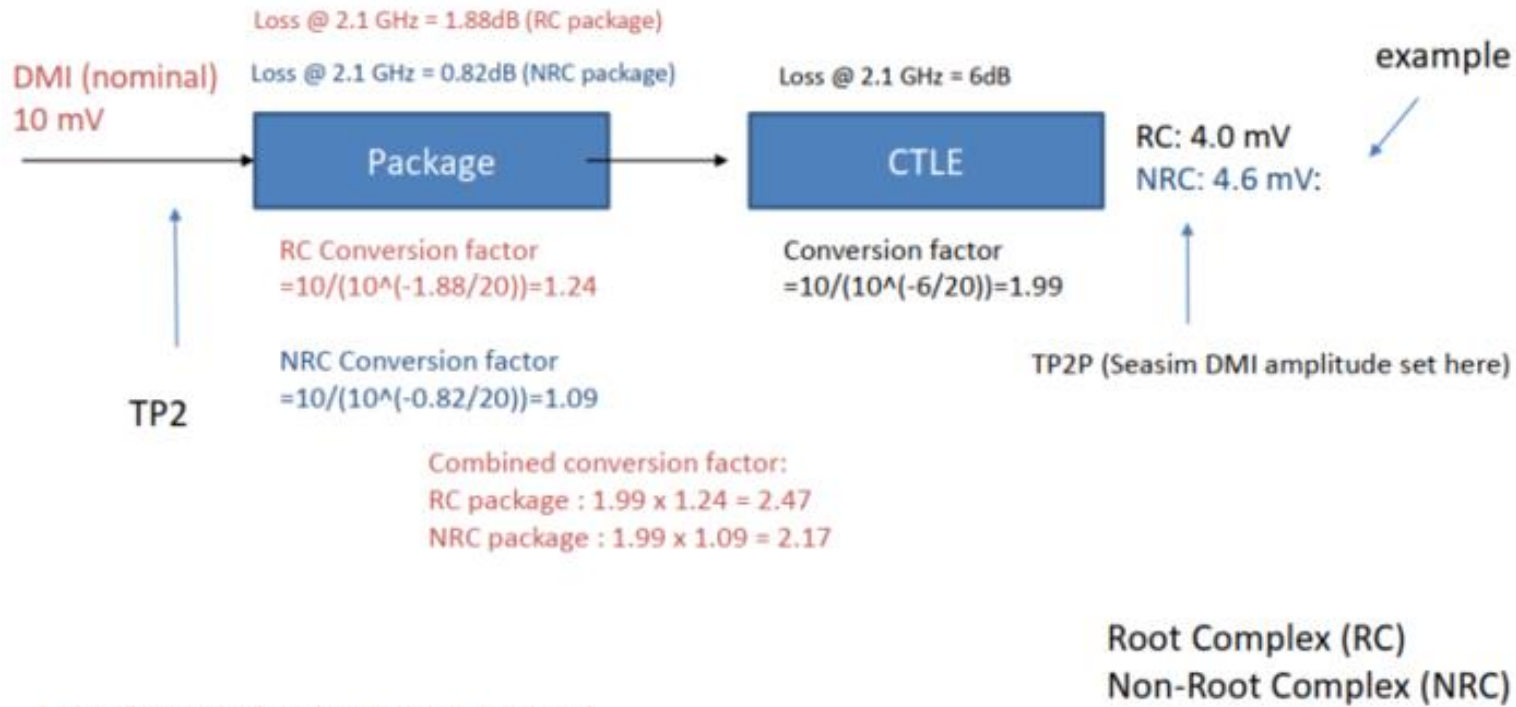 Loss @ 2.1 GHz = 1.88dB (RC package)
Loss @ 2.1 GHz = 0.82dB (NRC package)
Loss @ 2.1 GHz = 6dB
example
DMI (nominal)
10 mV
Package
CTLE
RC: 4.0 mV
NRC: 4.6 mV:
RC Conversion factor
=10/(10^(-1.88/20))=1.24
Conversion factor
=10/(10^(-6/20))=1.99
NRC Conversion factor
=10/(10^(-0.82/20))=1.09
TP2P (Seasim DMI amplitude set here)
TP2
Combined conversion factor:
RC package : 1.99 x 1.24 = 2.47
NRC package : 1.99 x 1.09 = 2.17
Root Complex (RC)
Non-Root Complex (NRC)